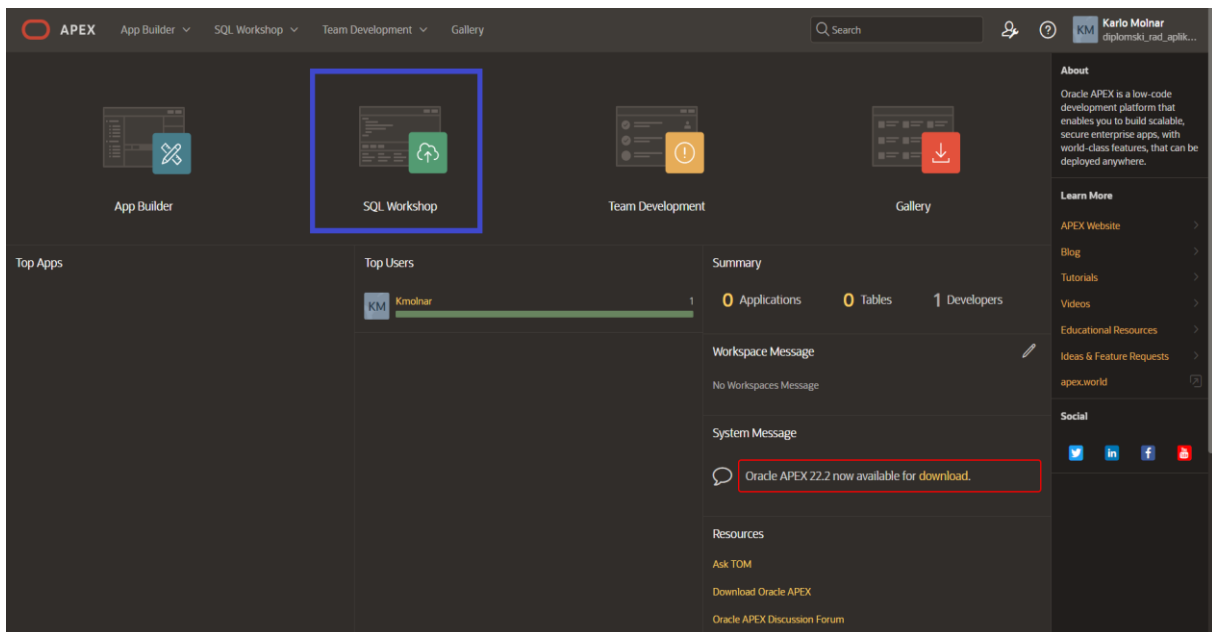 APEX App Builder SQL Workshop Team Development Gallery
Search
KM
Karlo Molnar
diplomski_rad_aplik...
App Builder
SQL Workshop
Team Development
Gallery
Top Apps
Top Users
KM
Kmolnar 1
Summary
0 Applications 0 Tables 1 Developers
Workspace Message
No Workspaces Message
System Message
Oracle APEX 22.2 now available for download.
Resources
Ask TOM
Download Oracle APEX
Oracle APEX Discussion Forum
About
Oracle APEX is a low-code
development platform that
enables you to build scalable,
secure enterprise apps, with
world-class features, that can be
deployed anywhere.
Learn More
APEX Website
Blog
Tutorials
Videos
Educational Resources
Ideas & Feature Requests
apex.world
Social